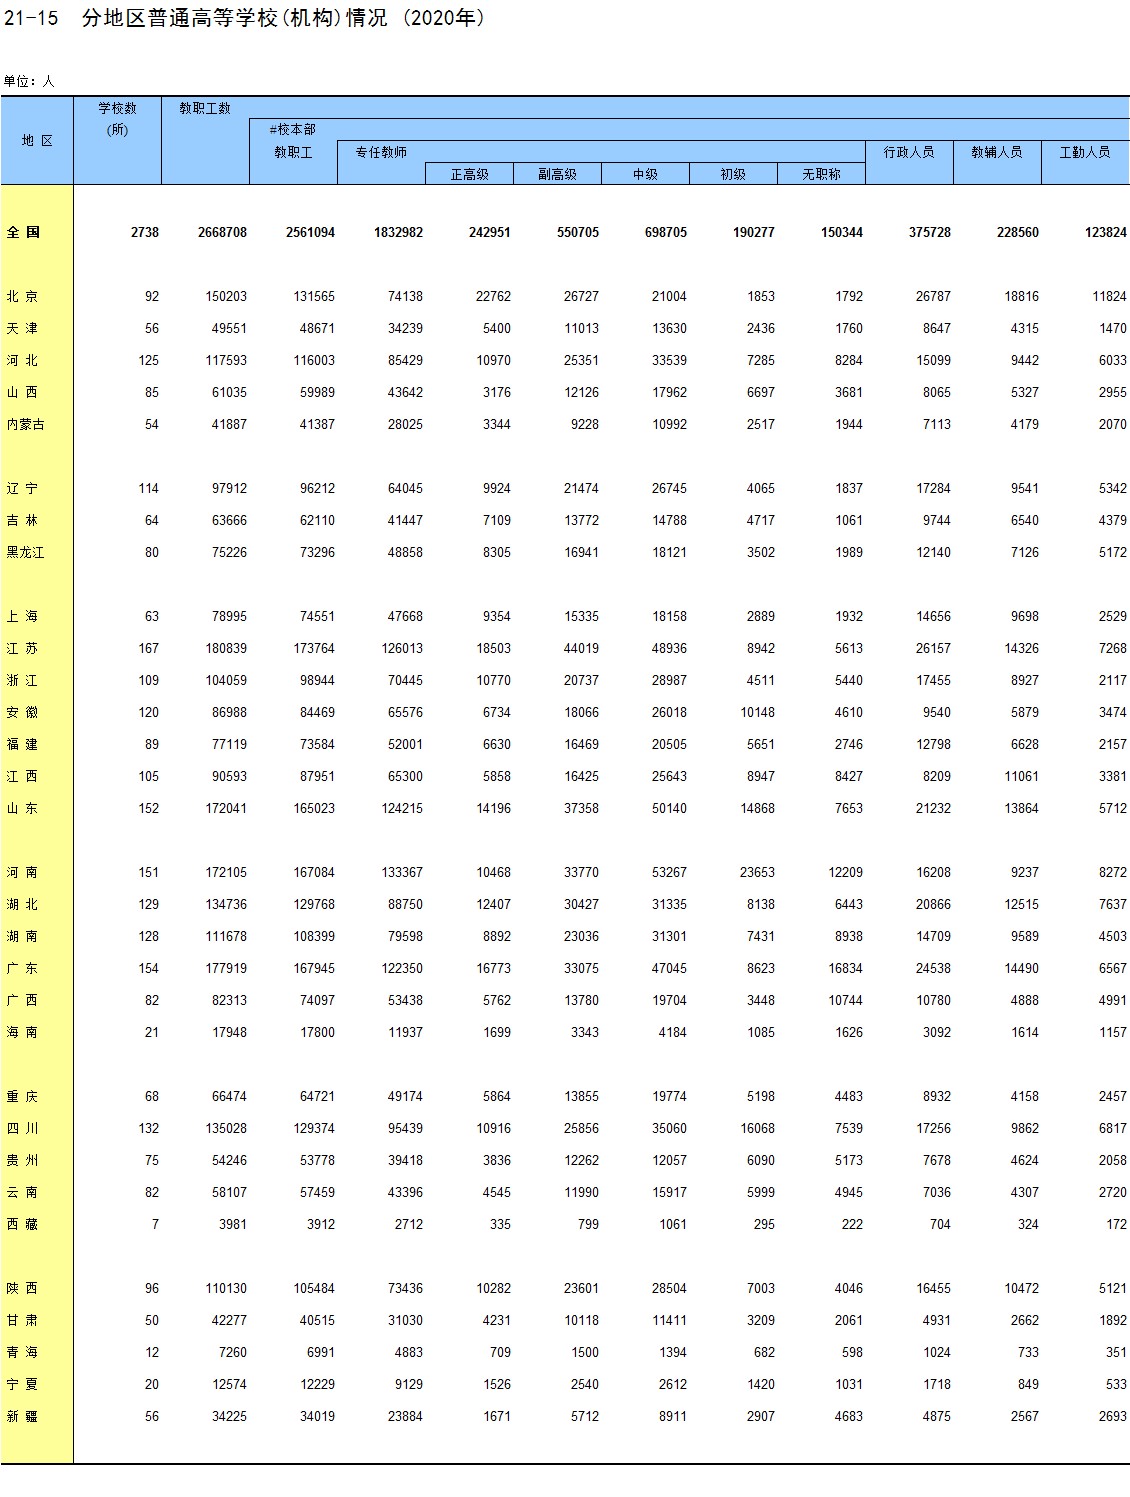 21-15 分地区普通高等学校(机构)情况 (2020年)
单位：人
地 区 学校数 教职工数
(所) #校本部
教职工 专任教师 行政人员 教辅人员 工勤人员
正高级 副高级 中级 初级 无职称
全 国 2738 2668708 2561094 1832982 242951 550705 698705 190277 150344 375728 228560 123824
北 京 92 150203 131565 74138 22762 26727 21004 1853 1792 26787 18816 11824
天 津 56 49551 48671 34239 5400 11013 13630 2436 1760 8647 4315 1470
河 北 125 117593 116003 85429 10970 25351 33539 7285 8284 15099 9442 6033
山 西 85 61035 59989 43642 3176 12126 17962 6697 3681 8065 5327 2955
内蒙古 54 41887 41387 28025 3344 9228 10992 2517 1944 7113 4179 2070
辽 宁 114 97912 96212 64045 9924 21474 26745 4065 1837 17284 9541 5342
吉 林 64 63666 62110 41447 7109 13772 14788 4717 1061 9744 6540 4379
黑龙江 80 75226 73296 48858 8305 16941 18121 3502 1989 12140 7126 5172
上 海 63 78995 74551 47668 9354 15335 18158 2889 1932 14656 9698 2529
江 苏 167 180839 173764 126013 18503 44019 48936 8942 5613 26157 14326 7268
浙 江 109 104059 98944 70445 10770 20737 28987 4511 5440 17455 8927 2117
安 徽 120 86988 84469 65576 6734 18066 26018 10148 4610 9540 5879 3474
福 建 89 77119 73584 52001 6630 16469 20505 5651 2746 12798 6628 2157
江 西 105 90593 87951 65300 5858 16425 25643 8947 8427 8209 11061 3381
山 东 152 172041 165023 124215 14196 37358 50140 14868 7653 21232 13864 5712
河 南 151 172105 167084 133367 10468 33770 53267 23653 12209 16208 9237 8272
湖 北 129 134736 129768 88750 12407 30427 31335 8138 6443 20866 12515 7637
湖 南 128 111678 108399 79598 8892 23036 31301 7431 8938 14709 9589 4503
广 东 154 177919 167945 122350 16773 33075 47045 8623 16834 24538 14490 6567
广 西 82 82313 74097 53438 5762 13780 19704 3448 10744 10780 4888 4991
海 南 21 17948 17800 11937 1699 3343 4184 1085 1626 3092 1614 1157
重 庆 68 66474 64721 49174 5864 13855 19774 5198 4483 8932 4158 2457
四 川 132 135028 129374 95439 10916 25856 35060 16068 7539 17256 9862 6817
贵 州 75 54246 53778 39418 3836 12262 12057 6090 5173 7678 4624 2058
云 南 82 58107 57459 43396 4545 11990 15917 5999 4945 7036 4307 2720
西 藏 7 3981 3912 2712 335 799 1061 295 222 704 324 172
陕 西 96 110130 105484 73436 10282 23601 28504 7003 4046 16455 10472 5121
甘 肃 50 42277 40515 31030 4231 10118 11411 3209 2061 4931 2662 1892
青 海 12 7260 6991 4883 709 1500 1394 682 598 1024 733 351
宁 夏 20 12574 12229 9129 1526 2540 2612 1420 1031 1718 849 533
新 疆 56 34225 34019 23884 1671 5712 8911 2907 4683 4875 2567 2693